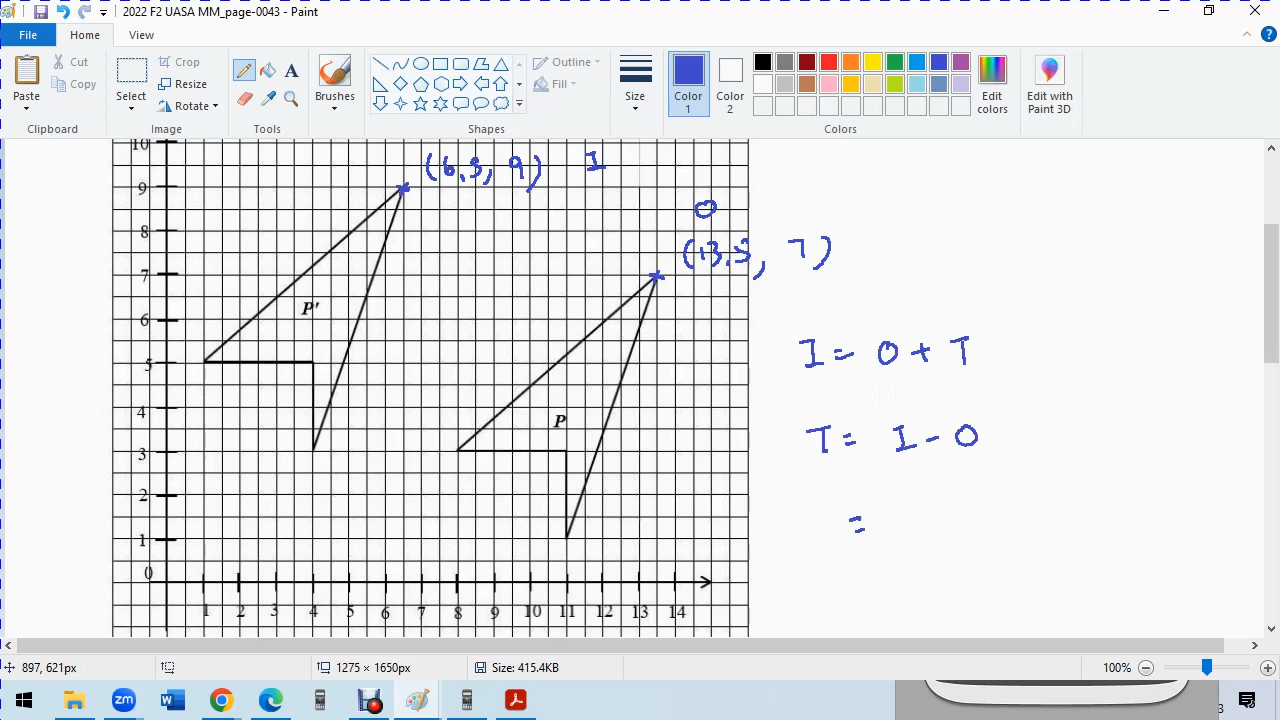 2022 F2 UASA MM_page-0043 - Paint
File Home View
Paste Cut Copy Clipboard
Select Crop Resize Rotate Image
A Tools
Brushes
Outline Fill Shapes
Size
Color 1 Color 2 Edit colors Colors
Edit with Paint 3D
10
9
8
7
6
5
4
3
2
1
0
1 2 3 4 5 6 7 8 9 10 11 12 13 14
P'
P
(6.5, 9) I
O
(13.5, 7)
I = O + T
T = I - O
=
897, 621px 1275 × 1650px Size: 415.4KB 100%
zm W
3